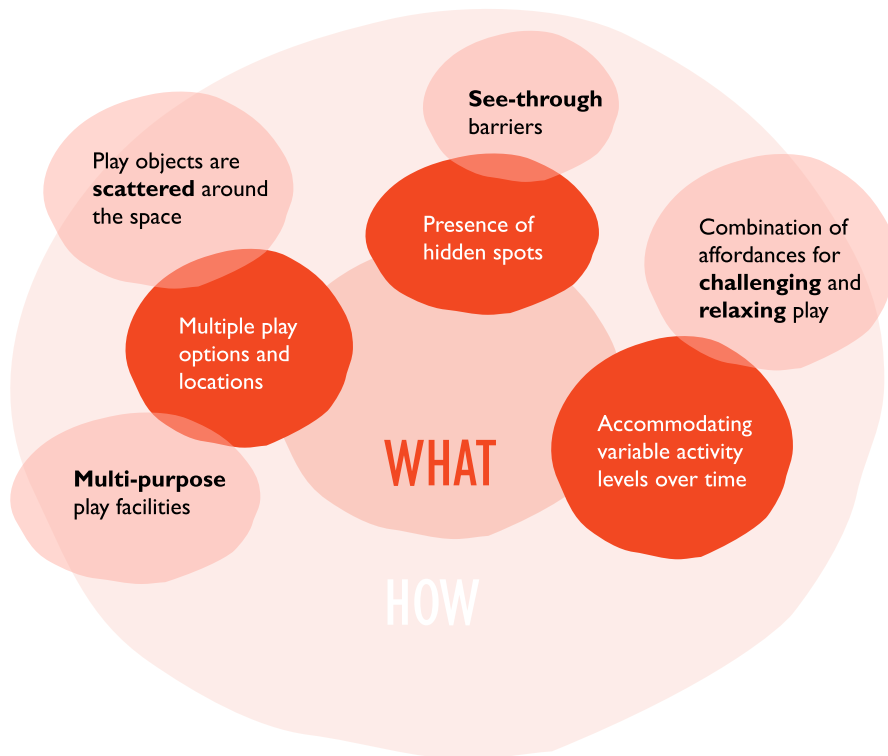 See-through
barriers
Play objects are
scattered around
the space
Presence of
hidden spots
Combination of
affordances for
challenging and
relaxing play
Multiple play
options and
locations
Accommodating
variable activity
levels over time
WHAT
Multi-purpose
play facilities
HOW